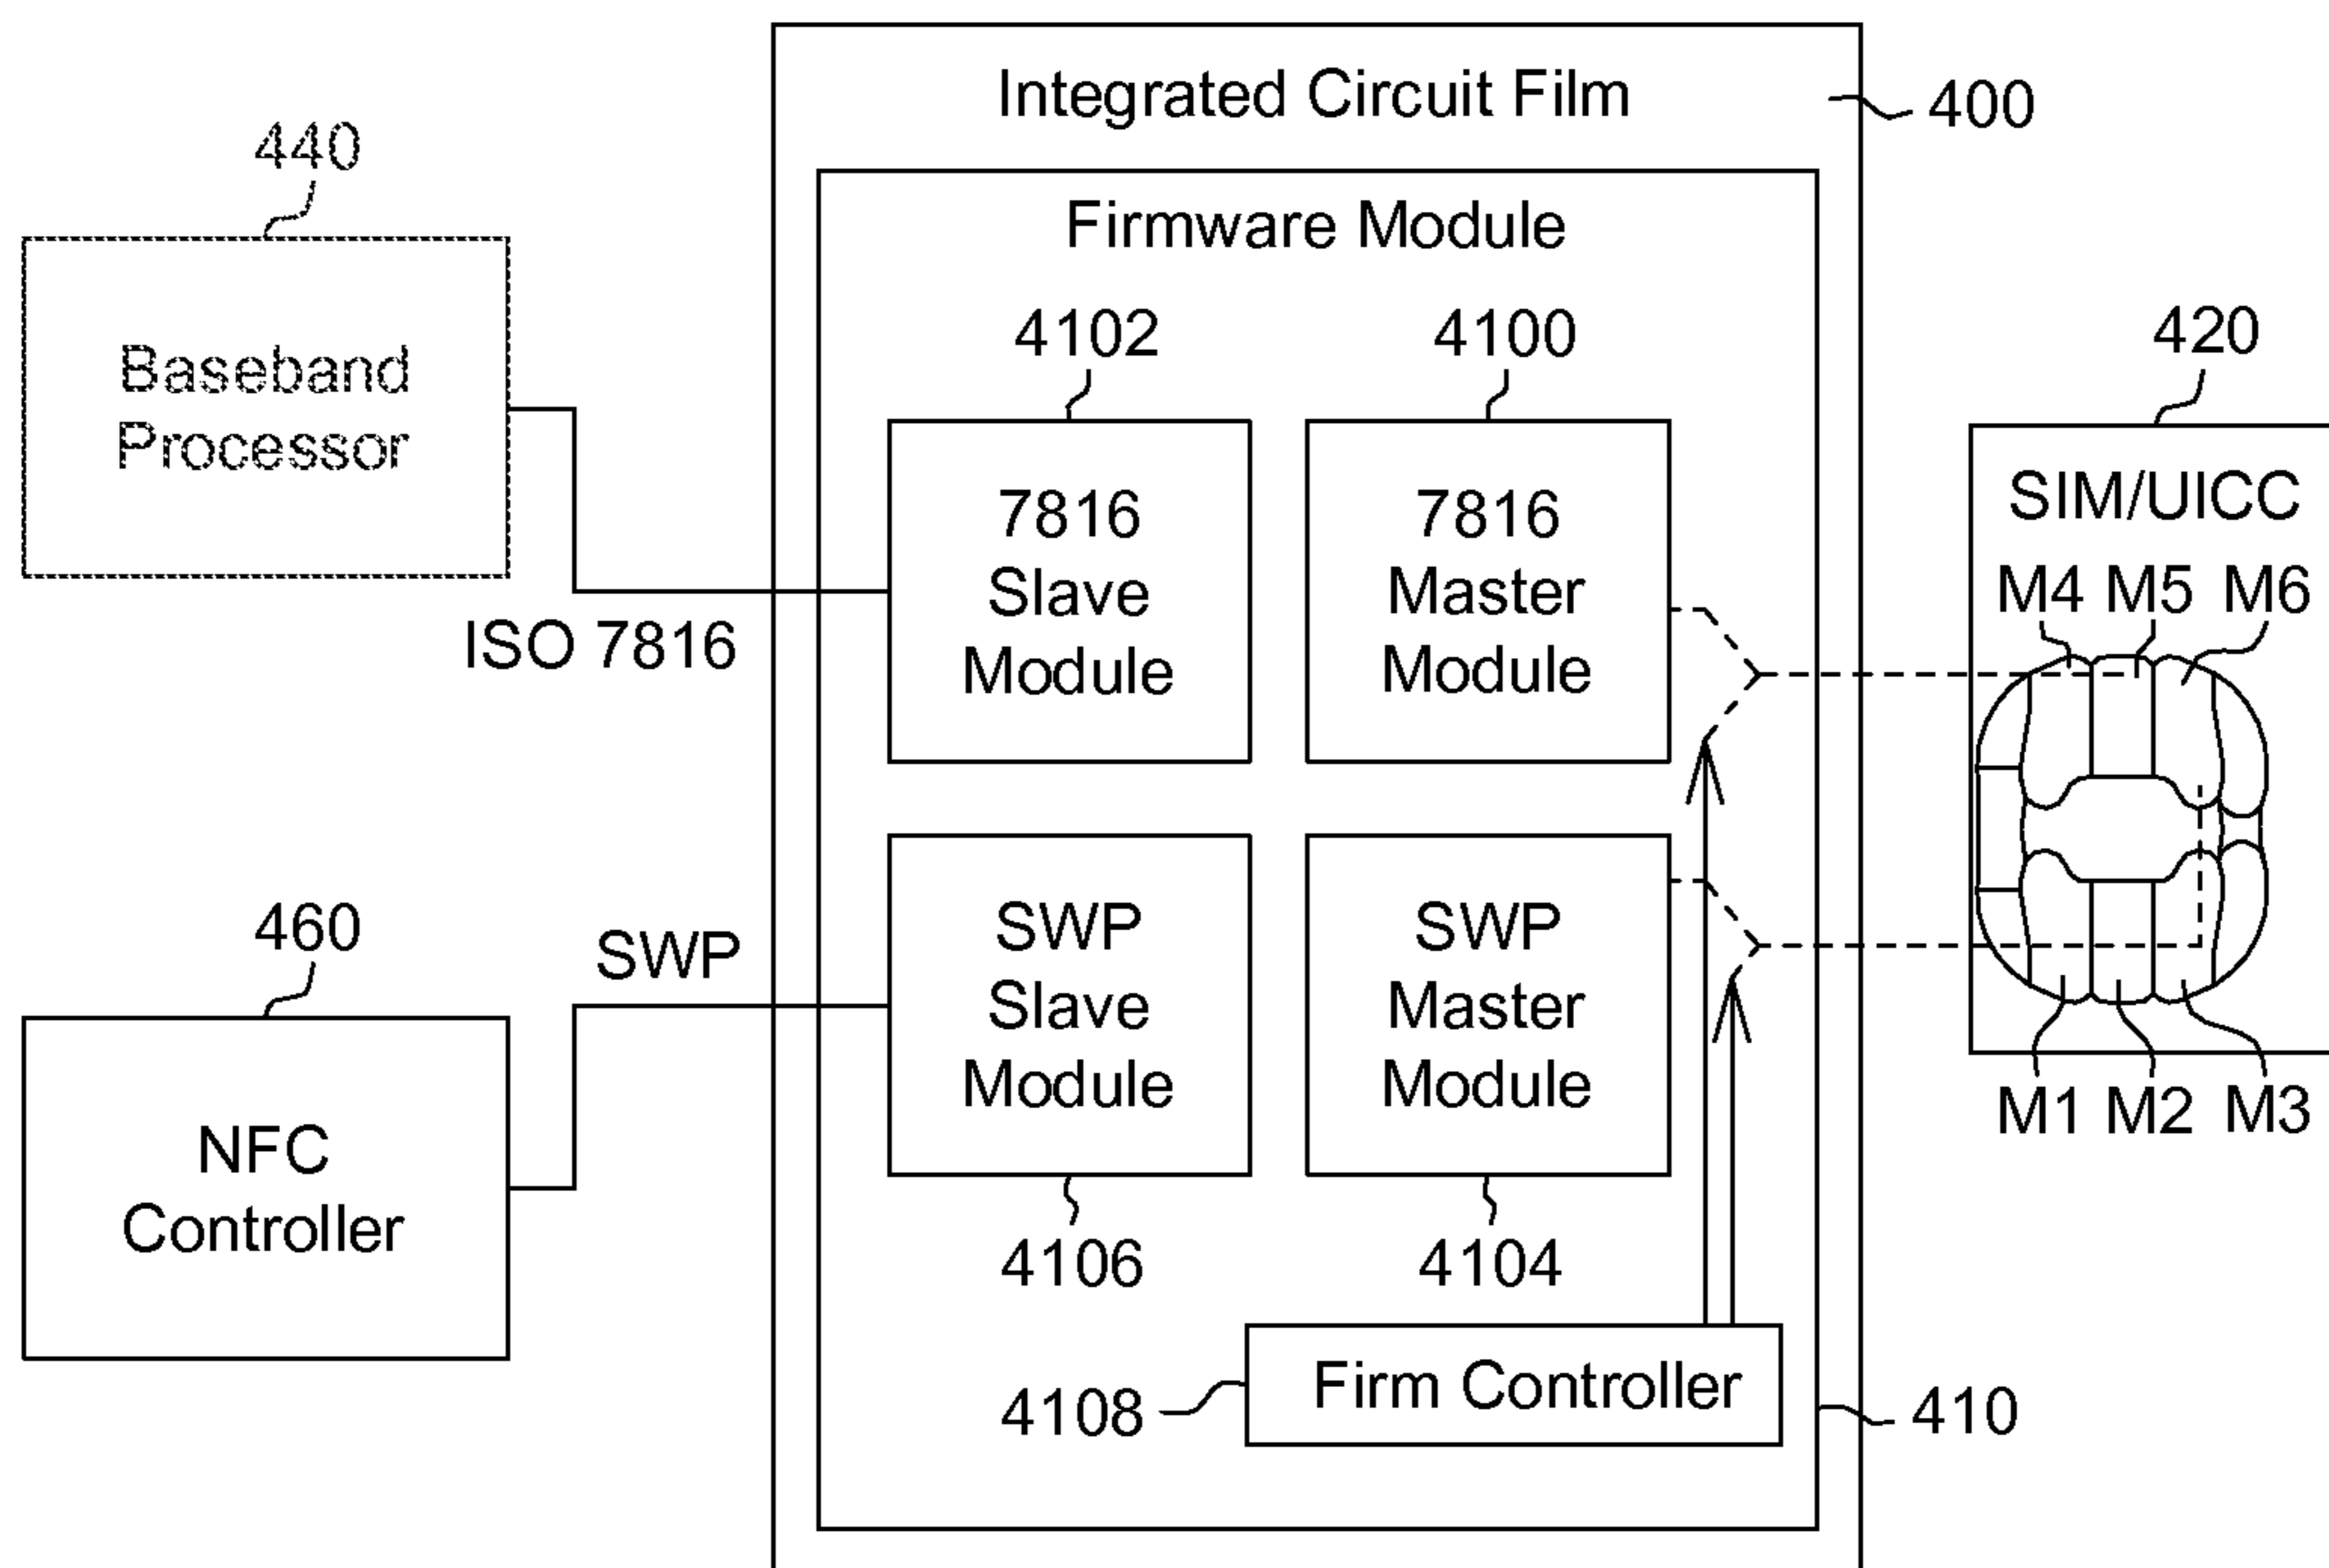 Integrated Circuit Film
400
440
Firmware Module
Baseband
Processor
ISO 7816
4102
4100
7816
Slave
Module
7816
Master
Module
420
SIM/UICC
M4 M5 M6
460
SWP
NFC
Controller
SWP
Slave
Module
SWP
Master
Module
M1 M2 M3
4106
4104
4108
Firm Controller
410